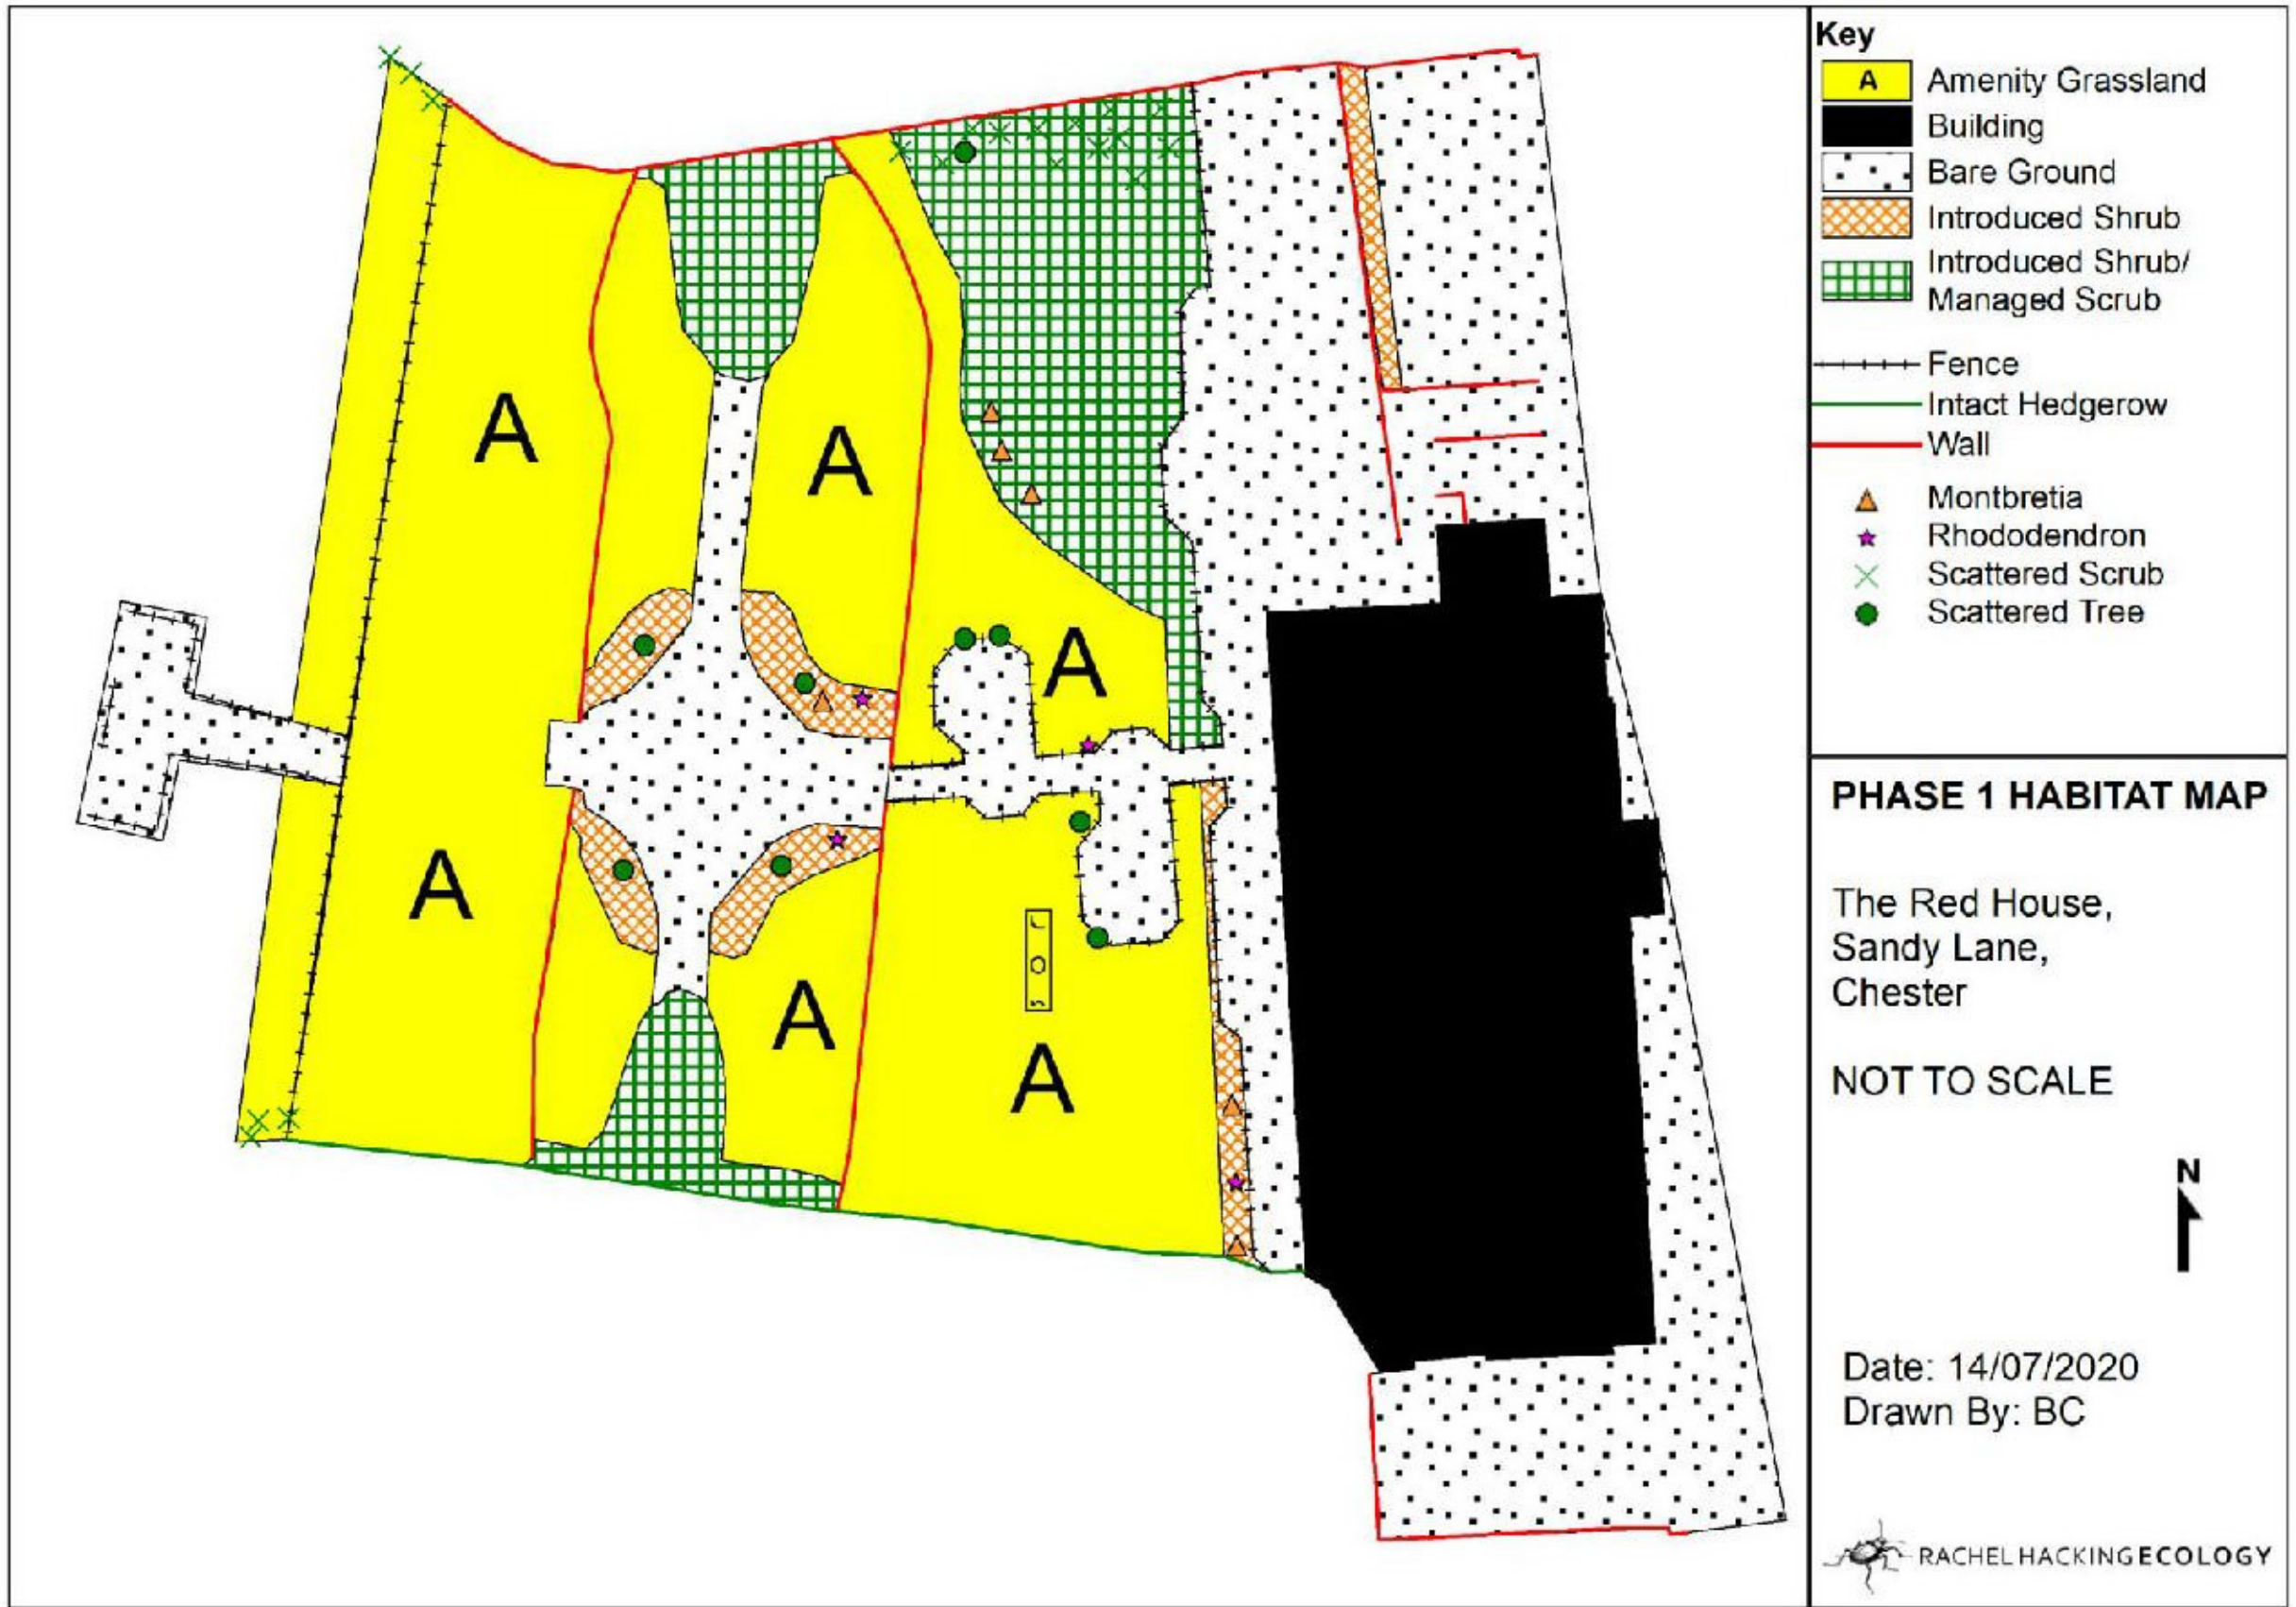 Key
A Amenity Grassland
Building
Bare Ground
Introduced Shrub
Introduced Shrub/
Managed Scrub
Fence
Intact Hedgerow
Wall
Montbretia
Rhododendron
Scattered Scrub
Scattered Tree
PHASE 1 HABITAT MAP
The Red House,
Sandy Lane,
Chester
NOT TO SCALE
N
Date: 14/07/2020
Drawn By: BC
RACHEL HACKING ECOLOGY
A
A
A
A
A
A
A